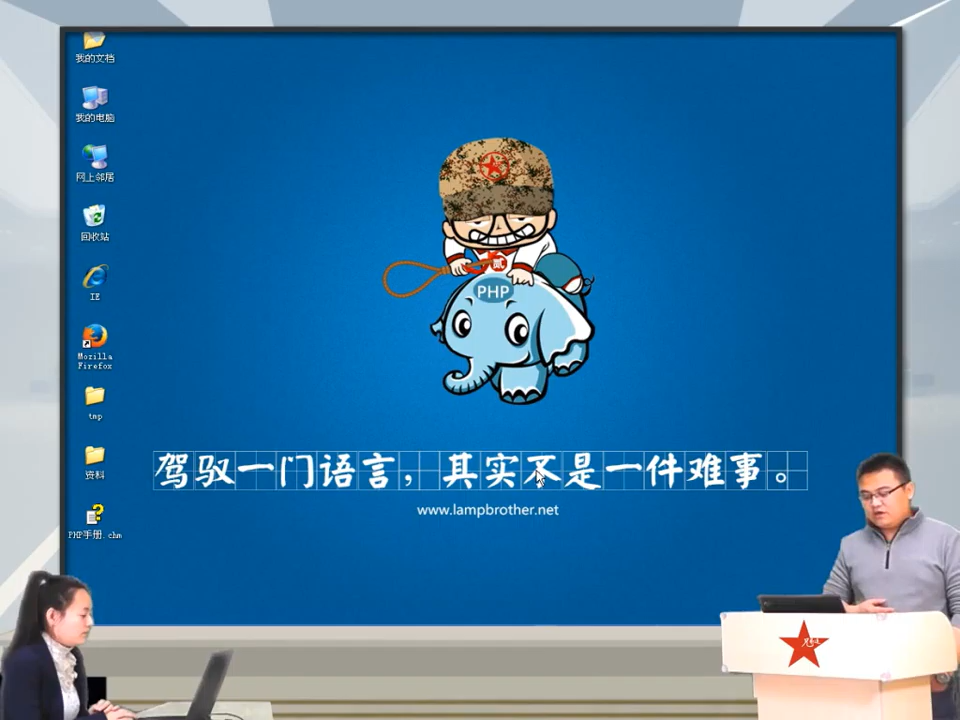 我的文档
我的电脑
网上邻居
回收站
IE
Mozilla
Firefox
tmp
资料
PHP手册.chm
贰
PHP
驾驭一门语言，其实不是一件难事。
www.lampbrother.net